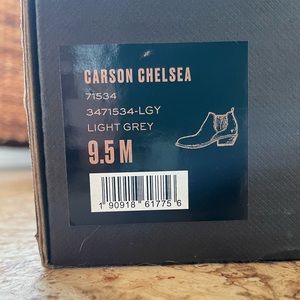 CARSON CHELSEA
71534
3471534-LGY
LIGHT GREY
9.5 M
1 90918 61775 6